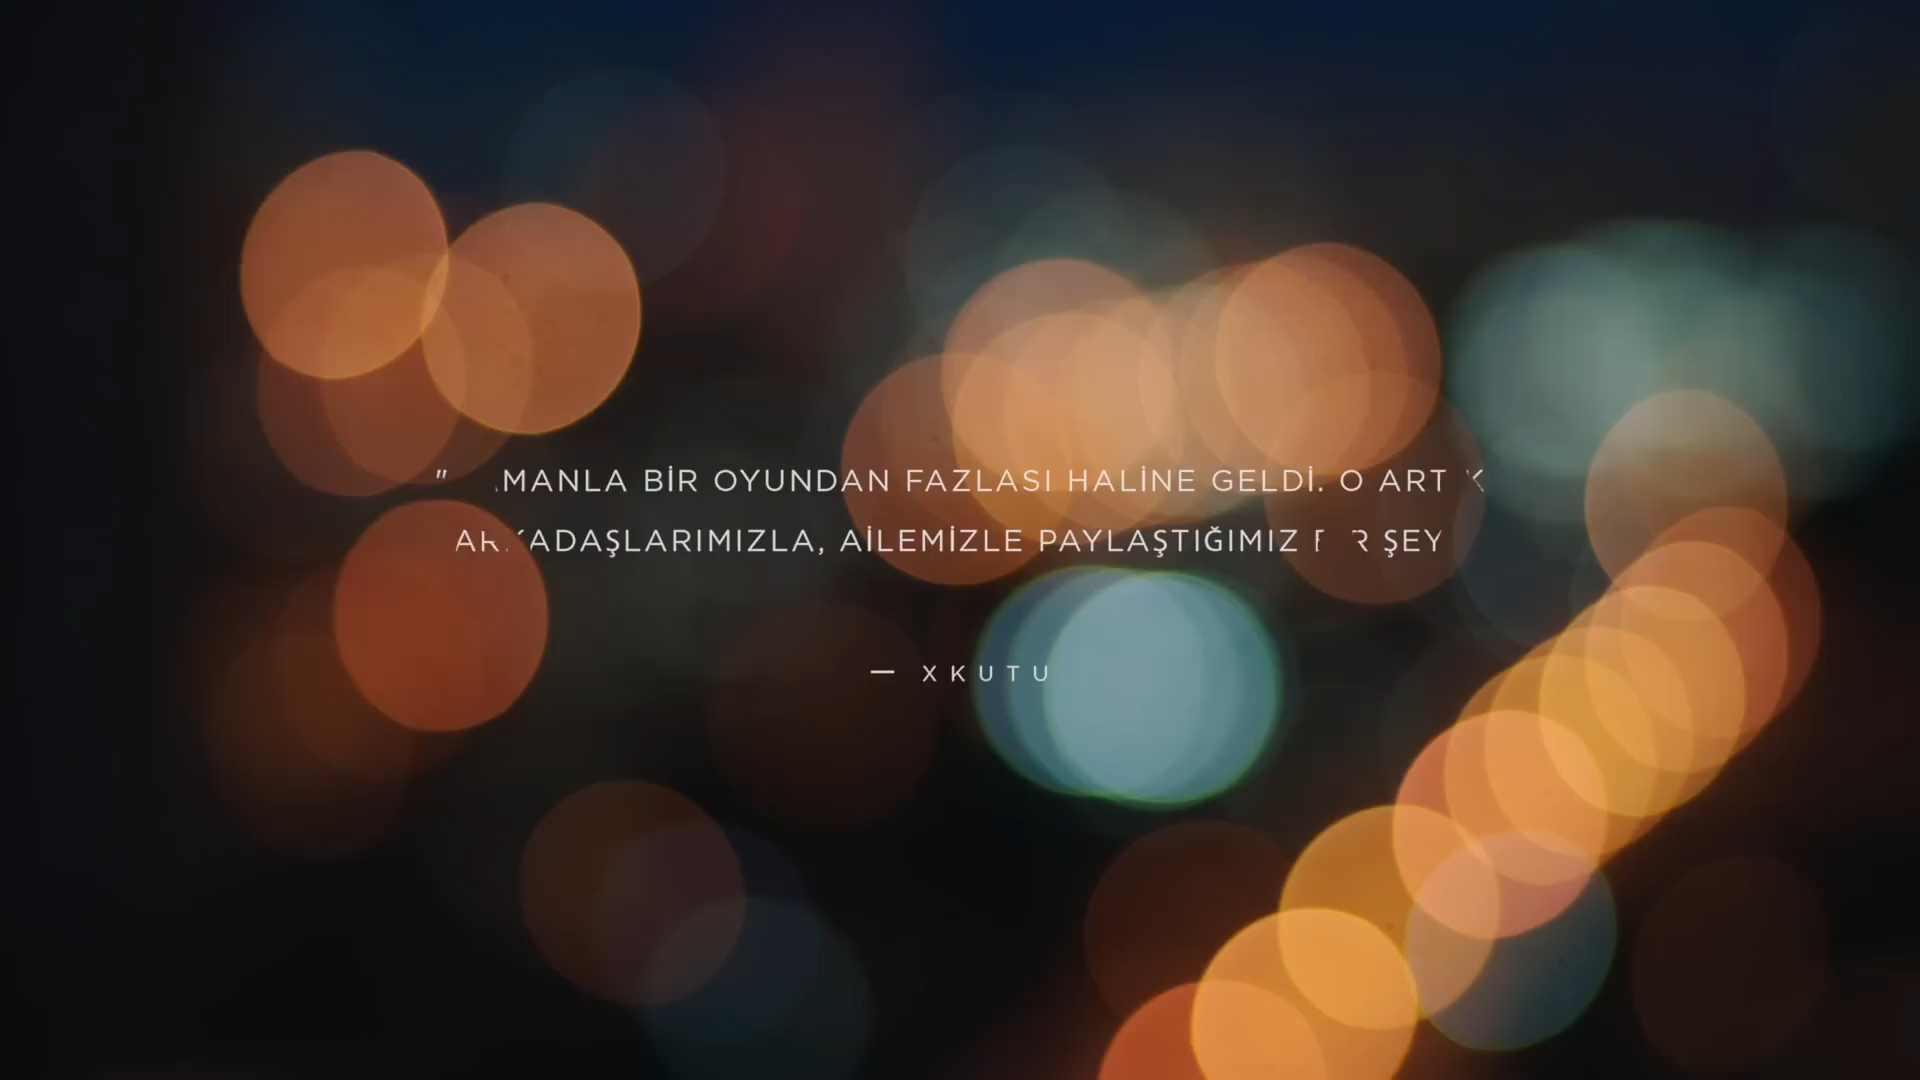 MANLA BİR OYUNDAN FAZLASI HALİNE GELDİ. O ART K
ADAŞLARIMIZLA, AİLEMİZLE PAYLAŞTIĞIMIZ ŞEY
— XKUTU